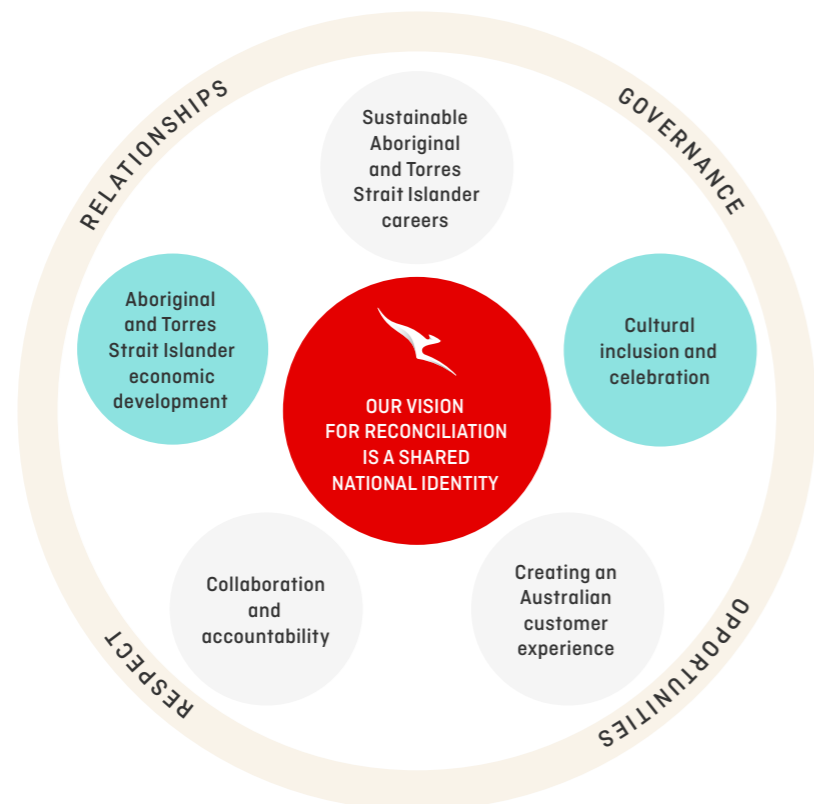 RELATIONSHIPS
GOVERNANCE
Sustainable
Aboriginal
and Torres
Strait Islander
careers
Aboriginal
and Torres
Strait Islander
economic
development
Cultural
inclusion and
celebration
OUR VISION
FOR RECONCILIATION
IS A SHARED
NATIONAL IDENTITY
Collaboration
and
accountability
Creating an
Australian
customer
experience
RESPECT
OPPORTUNITIES